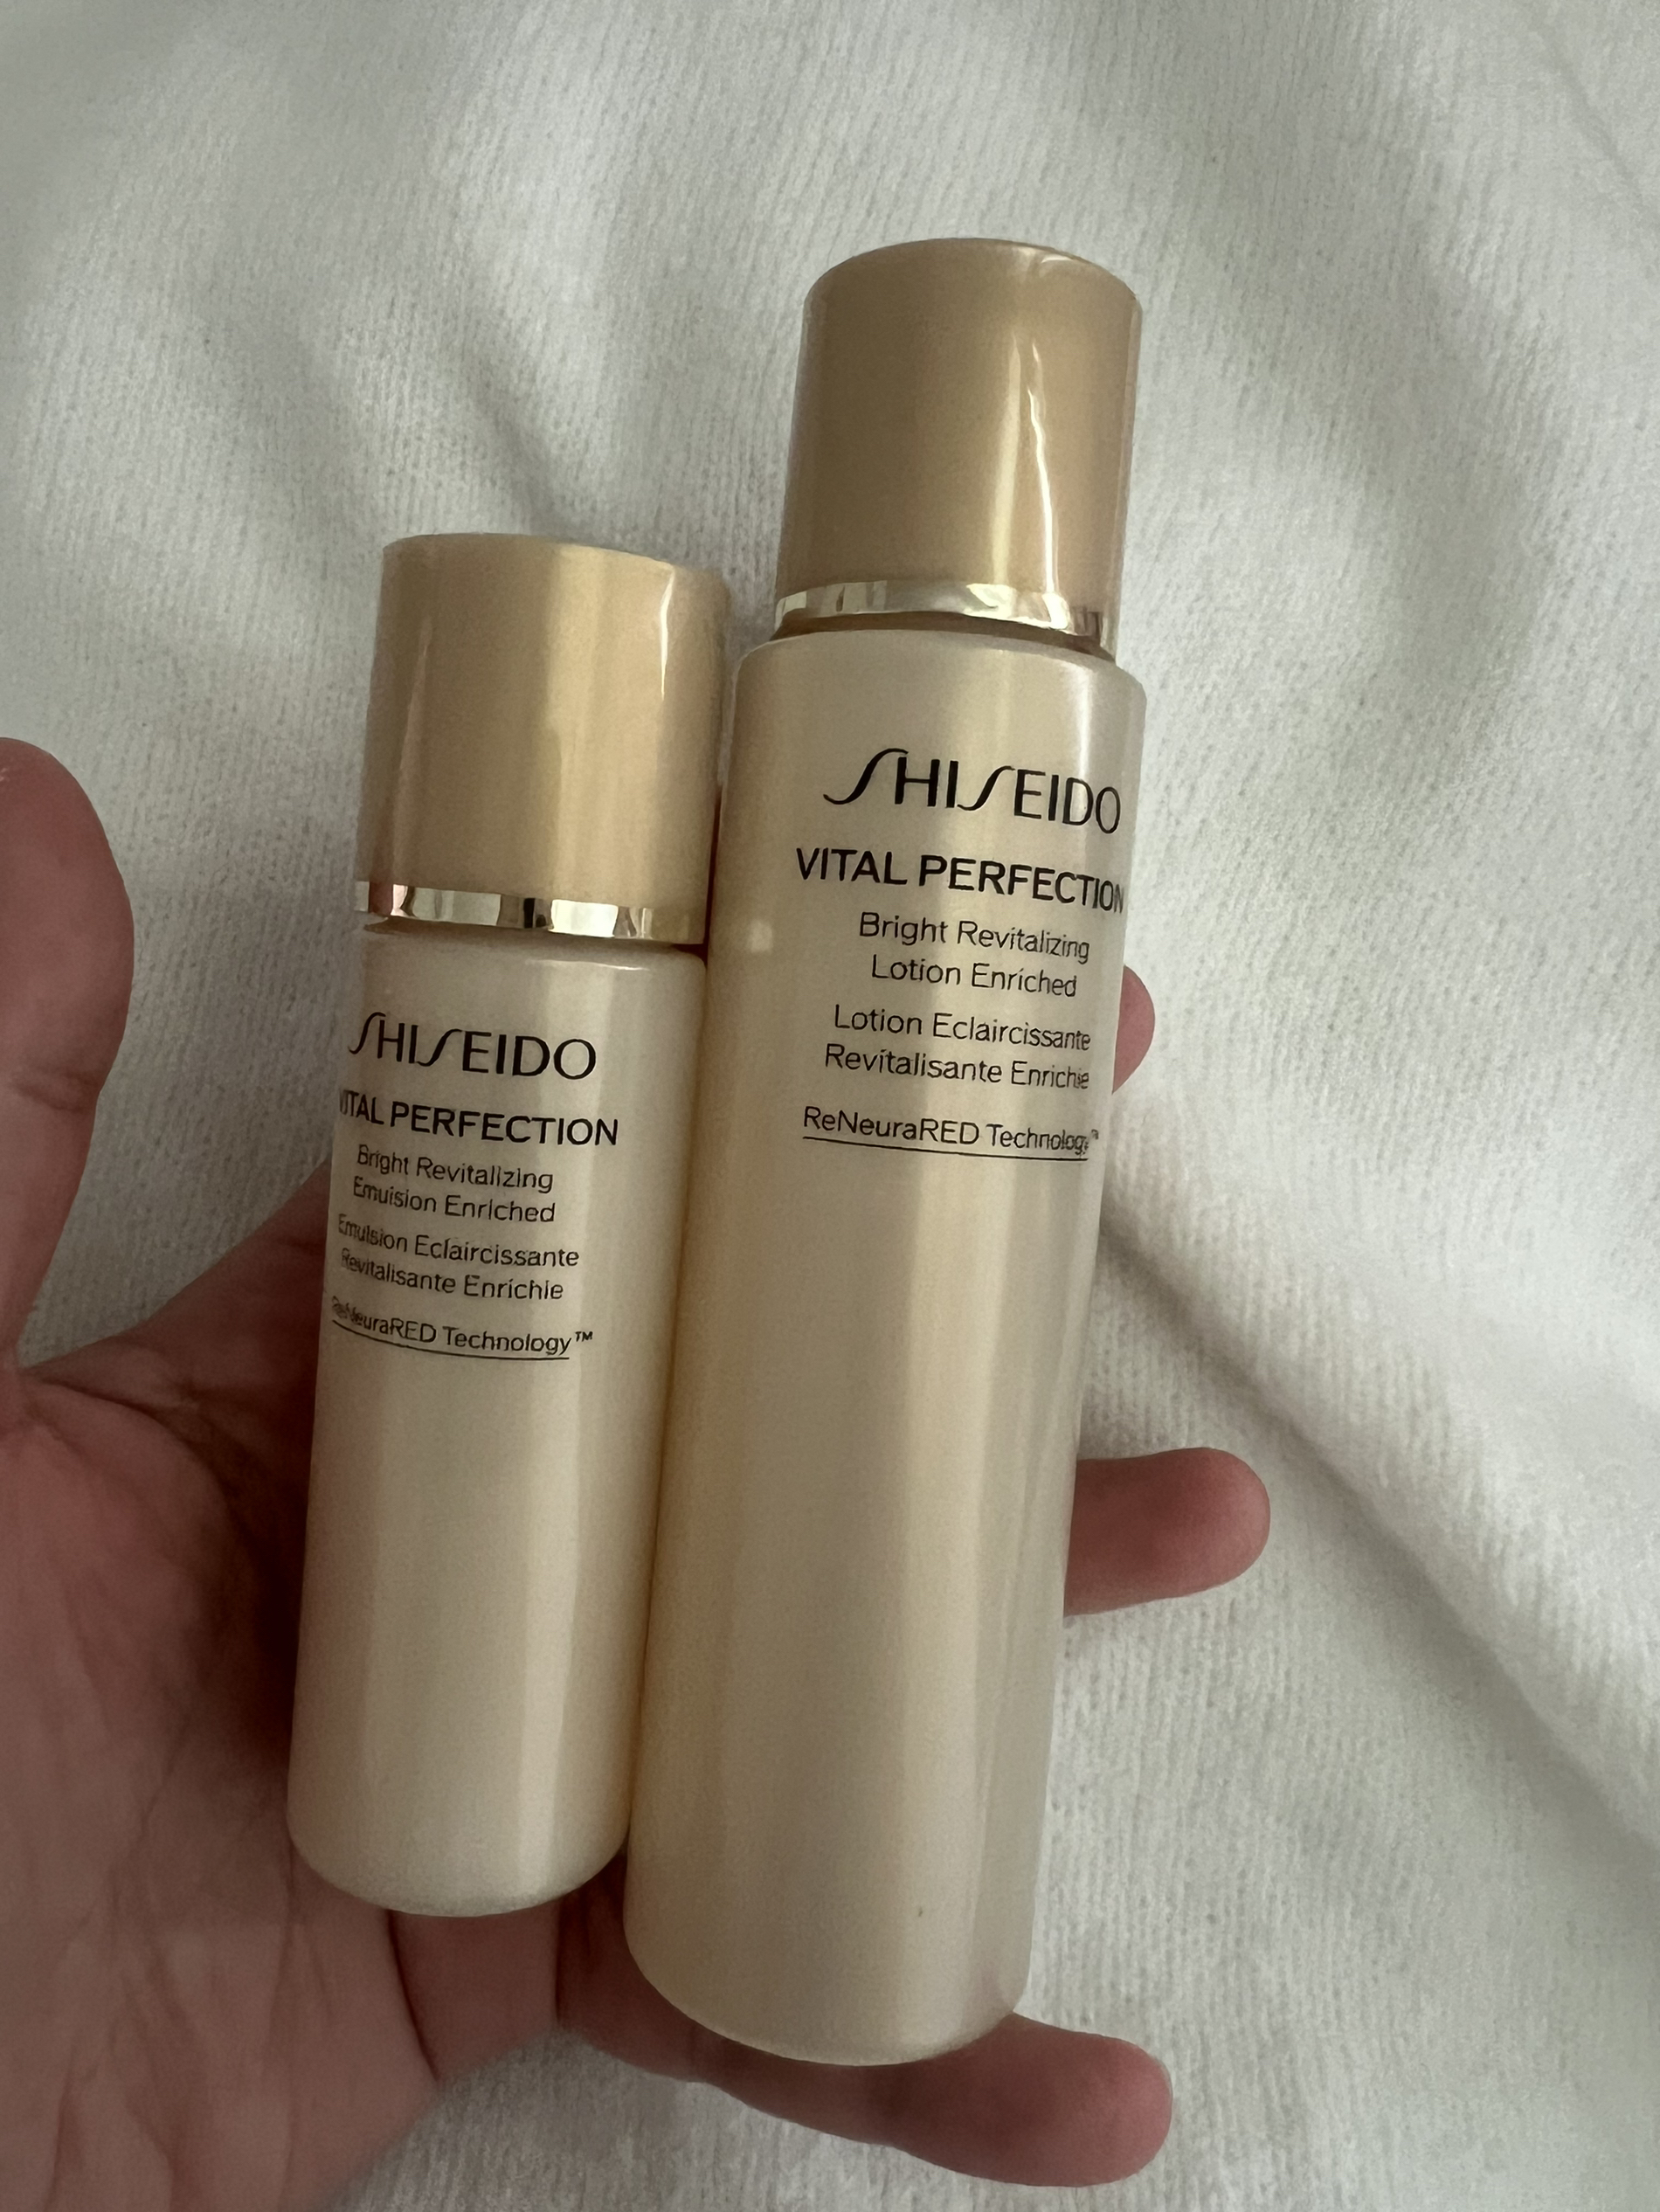 SHISEIDO
VITAL PERFECTION
Bright Revitalizing
Emulsion Enriched
Emulsion Eclaircissante
Revitalisante Enrichie
ReNeuraRED Technology™
SHISEIDO
VITAL PERFECTION
Bright Revitalizing
Lotion Enriched
Lotion Eclaircissante
Revitalisante Enrichie
ReNeuraRED Technology™